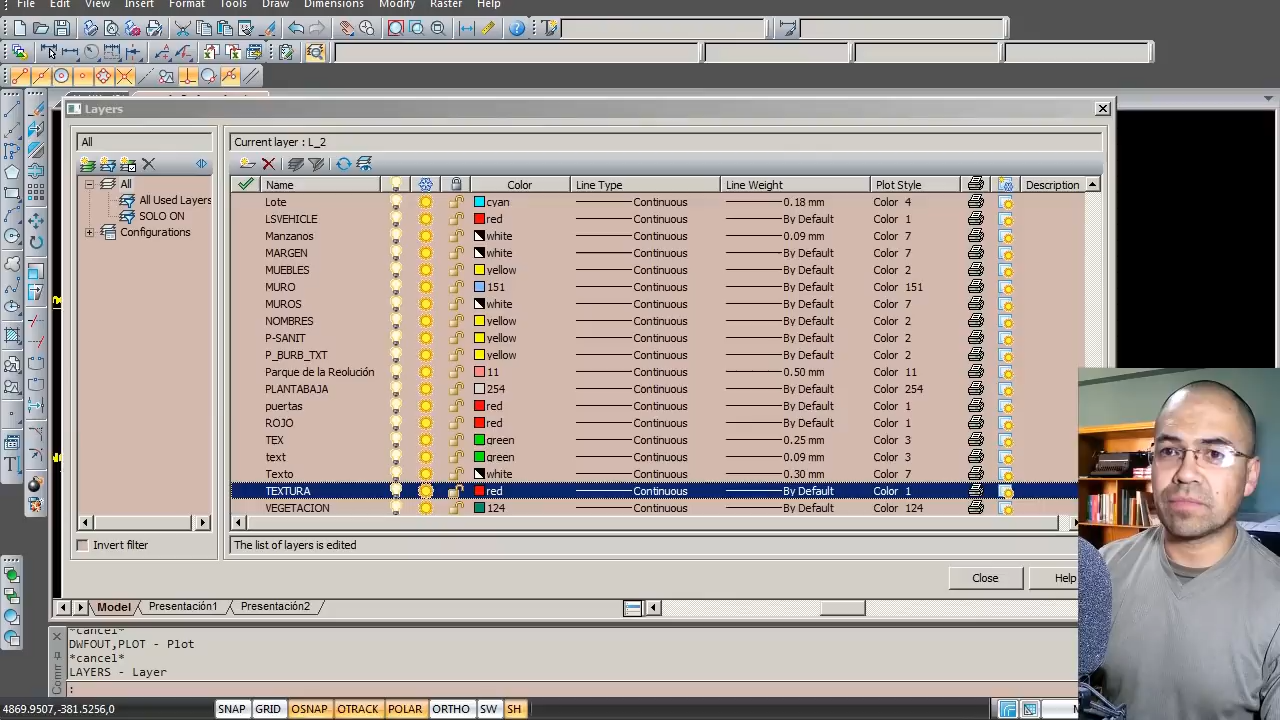 File Edit View Insert Format Tools Draw Dimensions Modify Raster Help
Layers
All
Current layer : L_2
All
All Used Layers
SOLO ON
Configurations
Name Color Line Type Line Weight Plot Style Description
Lote cyan Continuous 0.18 mm Color 4
LSVEHICLE red Continuous By Default Color 1
Manzanos white Continuous 0.09 mm Color 7
MARGEN white Continuous By Default Color 7
MUEBLES yellow Continuous By Default Color 2
MURO 151 Continuous By Default Color 151
MUROS white Continuous By Default Color 7
NOMBRES yellow Continuous By Default Color 2
P-SANIT yellow Continuous By Default Color 2
P_BURB_TXT yellow Continuous By Default Color 2
Parque de la Reolución 11 Continuous 0.50 mm Color 11
PLANTABAJA 254 Continuous By Default Color 254
puertas red Continuous By Default Color 1
ROJO red Continuous By Default Color 1
TEX green Continuous 0.25 mm Color 3
text green Continuous 0.09 mm Color 3
Texto white Continuous 0.30 mm Color 7
TEXTURA red Continuous By Default Color 1
VEGETACION 124 Continuous By Default Color 124
Invert filter
The list of layers is edited
Close Help
Model Presentación1 Presentación2
*cancel*
DWFOUT,PLOT - Plot
*cancel*
LAYERS - Layer
:
4869.9507,-381.5256,0 SNAP GRID OSNAP OTRACK POLAR ORTHO SW SH